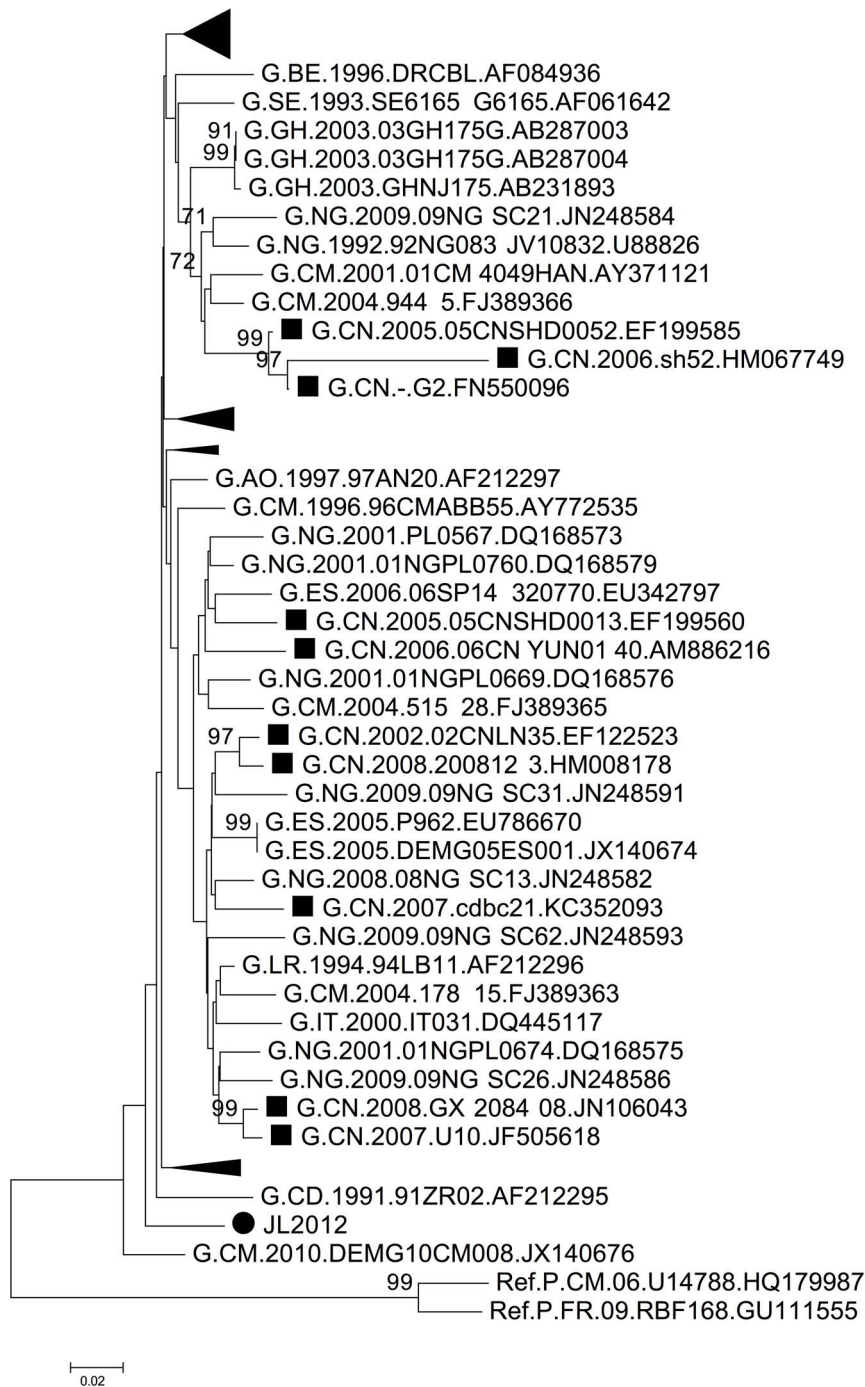 G.BE.1996.DRCBL.AF084936
G.SE.1993.SE6165 G6165.AF061642
91 G.GH.2003.03GH175G.AB287003
99 G.GH.2003.03GH175G.AB287004
G.GH.2003.GHNJ175.AB231893
71 G.NG.2009.09NG SC21.JN248584
G.NG.1992.92NG083 JV10832.U88826
72 G.CM.2001.01CM 4049HAN.AY371121
G.CM.2004.944 5.FJ389366
99 G.CN.2005.05CNSHD0052.EF199585
97 G.CN.2006.sh52.HM067749
G.CN.-.G2.FN550096
G.AO.1997.97AN20.AF212297
G.CM.1996.96CMABB55.AY772535
G.NG.2001.PL0567.DQ168573
G.NG.2001.01NGPL0760.DQ168579
G.ES.2006.06SP14 320770.EU342797
G.CN.2005.05CNSHD0013.EF199560
G.CN.2006.06CN YUN01 40.AM886216
G.NG.2001.01NGPL0669.DQ168576
G.CM.2004.515 28.FJ389365
97 G.CN.2002.02CNLN35.EF122523
G.CN.2008.200812 3.HM008178
G.NG.2009.09NG SC31.JN248591
99 G.ES.2005.P962.EU786670
G.ES.2005.DEMG05ES001.JX140674
G.NG.2008.08NG SC13.JN248582
G.CN.2007.cdbc21.KC352093
G.NG.2009.09NG SC62.JN248593
G.LR.1994.94LB11.AF212296
G.CM.2004.178 15.FJ389363
G.IT.2000.IT031.DQ445117
G.NG.2001.01NGPL0674.DQ168575
G.NG.2009.09NG SC26.JN248586
99 G.CN.2008.GX 2084 08.JN106043
G.CN.2007.U10.JF505618
G.CD.1991.91ZR02.AF212295
JL2012
G.CM.2010.DEMG10CM008.JX140676
99 Ref.P.CM.06.U14788.HQ179987
Ref.P.FR.09.RBF168.GU111555
0.02